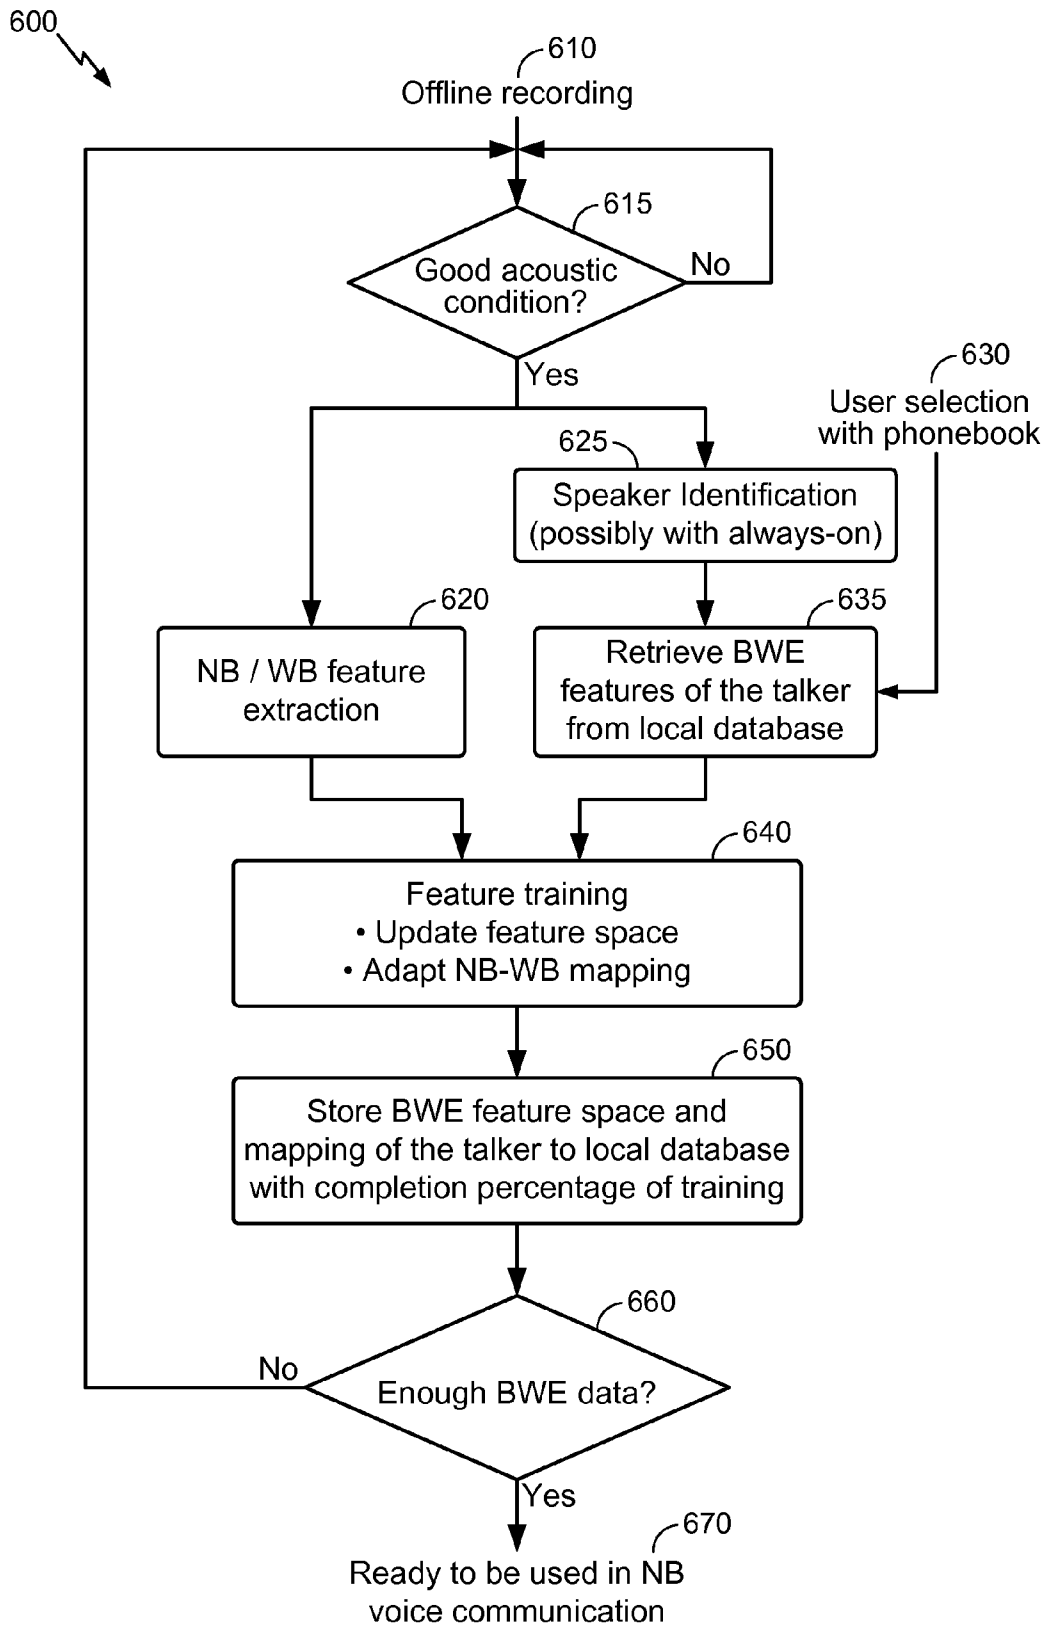 600
610
Offline recording
615
Good acoustic
condition?
No
Yes
630
User selection
with phonebook
625
Speaker Identification
(possibly with always-on)
620
NB / WB feature
extraction
635
Retrieve BWE
features of the talker
from local database
640
Feature training
• Update feature space
• Adapt NB-WB mapping
650
Store BWE feature space and
mapping of the talker to local database
with completion percentage of training
660
No
Enough BWE data?
Yes
670
Ready to be used in NB
voice communication